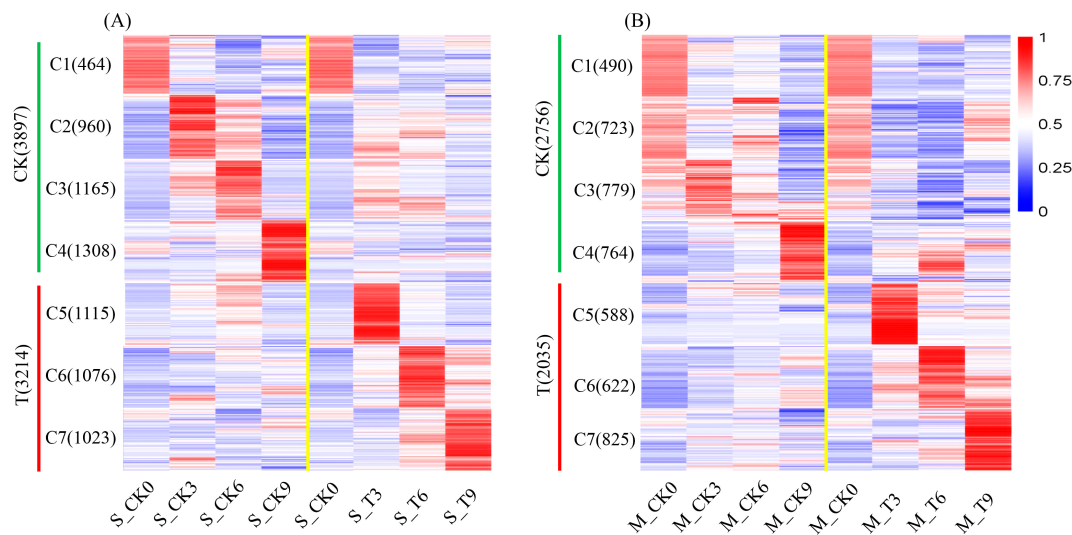 (A)
CK(3897)
C1(464)
C2(960)
C3(1165)
C4(1308)
T(3214)
C5(1115)
C6(1076)
C7(1023)
S_CK0
S_CK3
S_CK6
S_CK9
S_CK0
S_T3
S_T6
S_T9
(B)
CK(2756)
C1(490)
C2(723)
C3(779)
C4(764)
T(2035)
C5(588)
C6(622)
C7(825)
M_CK0
M_CK3
M_CK6
M_CK9
M_CK0
M_T3
M_T6
M_T9
1
0.75
0.5
0.25
0